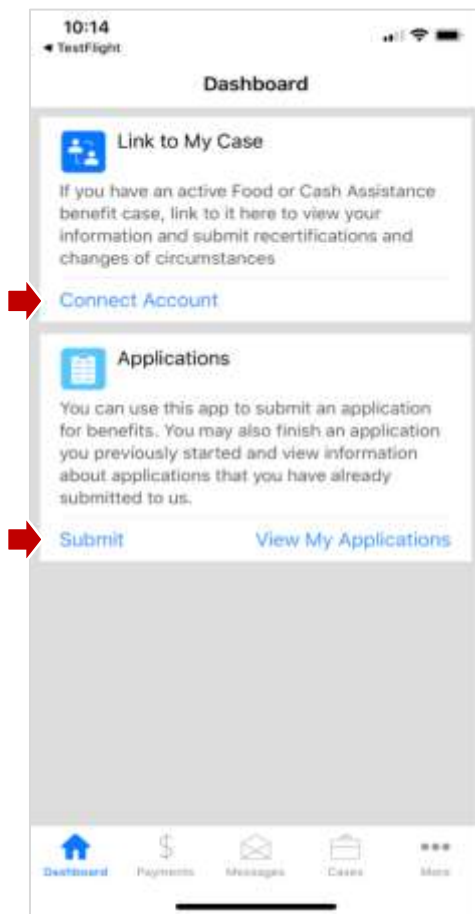 10:14
◀ TestFlight
Dashboard
Link to My Case
If you have an active Food or Cash Assistance
benefit case, link to it here to view your
information and submit recertifications and
changes of circumstances
Connect Account
Applications
You can use this app to submit an application
for benefits. You may also finish an application
you previously started and view information
about applications that you have already
submitted to us.
Submit View My Applications
Dashboard Payments Messages Cases More